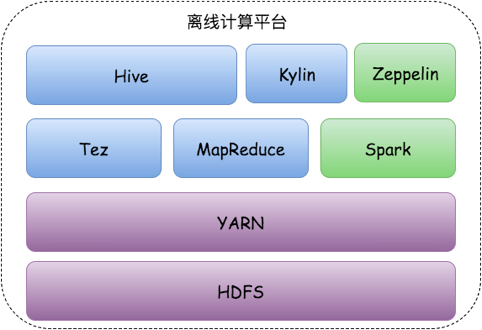 离线计算平台
Hive
Kylin
Zeppelin
Tez
MapReduce
Spark
YARN
HDFS